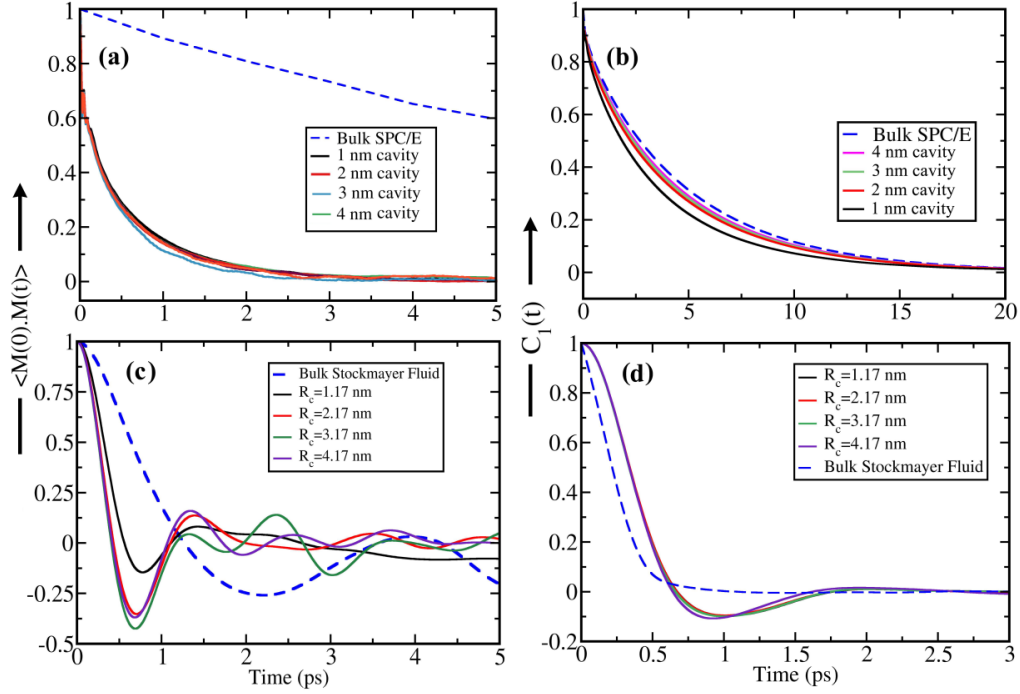 <M(0).M(t)>
1
0.8
0.6
0.4
0.2
0
(a)
Bulk SPC/E
1 nm cavity
2 nm cavity
3 nm cavity
4 nm cavity
0 1 2 3 4 5
C1(t)
1
0.8
0.6
0.4
0.2
0
(b)
Bulk SPC/E
4 nm cavity
3 nm cavity
2 nm cavity
1 nm cavity
0 5 10 15 20
1
0.75
0.5
0.25
0
-0.25
-0.5
(c)
Bulk Stockmayer Fluid
Rc=1.17 nm
Rc=2.17 nm
Rc=3.17 nm
Rc=4.17 nm
0 1 2 3 4 5
Time (ps)
1
0.8
0.6
0.4
0.2
0
-0.2
(d)
Rc=1.17 nm
Rc=2.17 nm
Rc=3.17 nm
Rc=4.17 nm
Bulk Stockmayer Fluid
0 0.5 1 1.5 2 2.5 3
Time (ps)